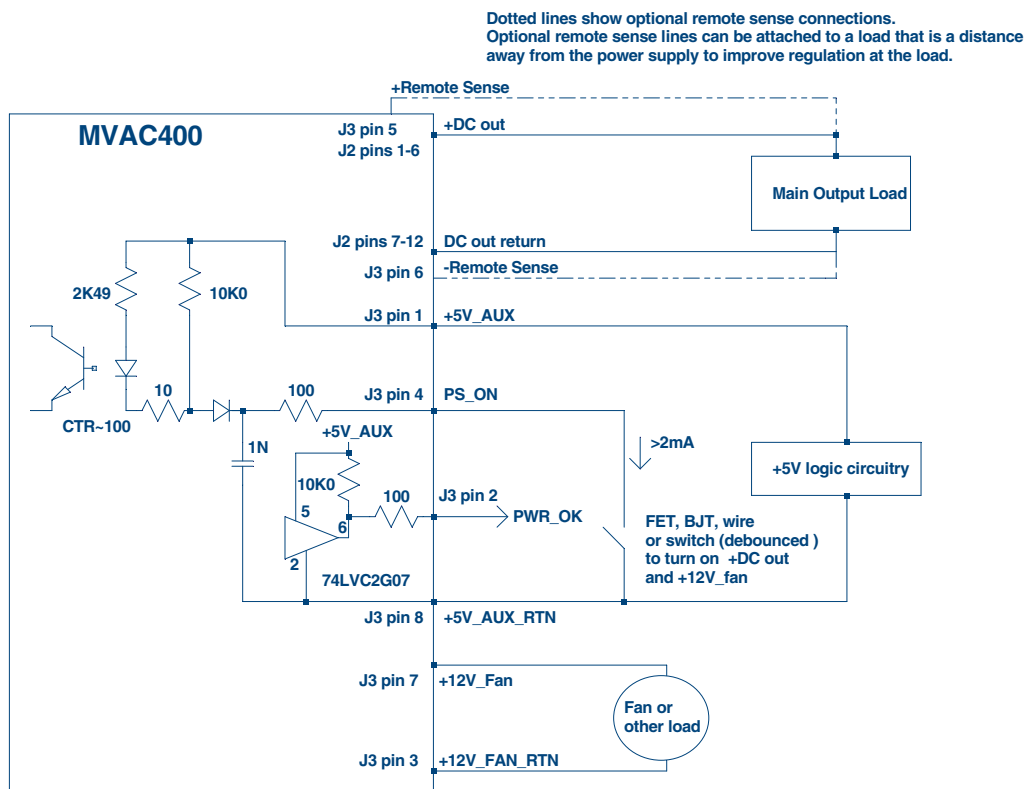 Dotted lines show optional remote sense connections.
Optional remote sense lines can be attached to a load that is a distance
away from the power supply to improve regulation at the load.
+Remote Sense
MVAC400
J3 pin 5
+DC out
J2 pins 1-6
Main Output Load
J2 pins 7-12
DC out return
J3 pin 6
-Remote Sense
2K49
10K0
J3 pin 1
+5V_AUX
10
100
J3 pin 4
PS_ON
CTR~100
+5V_AUX
1N
>2mA
+5V logic circuitry
10K0
100
J3 pin 2
5
6
PWR_OK
2
74LVC2G07
FET, BJT, wire
or switch (debounced )
to turn on +DC out
and +12V_fan
J3 pin 8
+5V_AUX_RTN
J3 pin 7
+12V_Fan
Fan or
other load
J3 pin 3
+12V_FAN_RTN